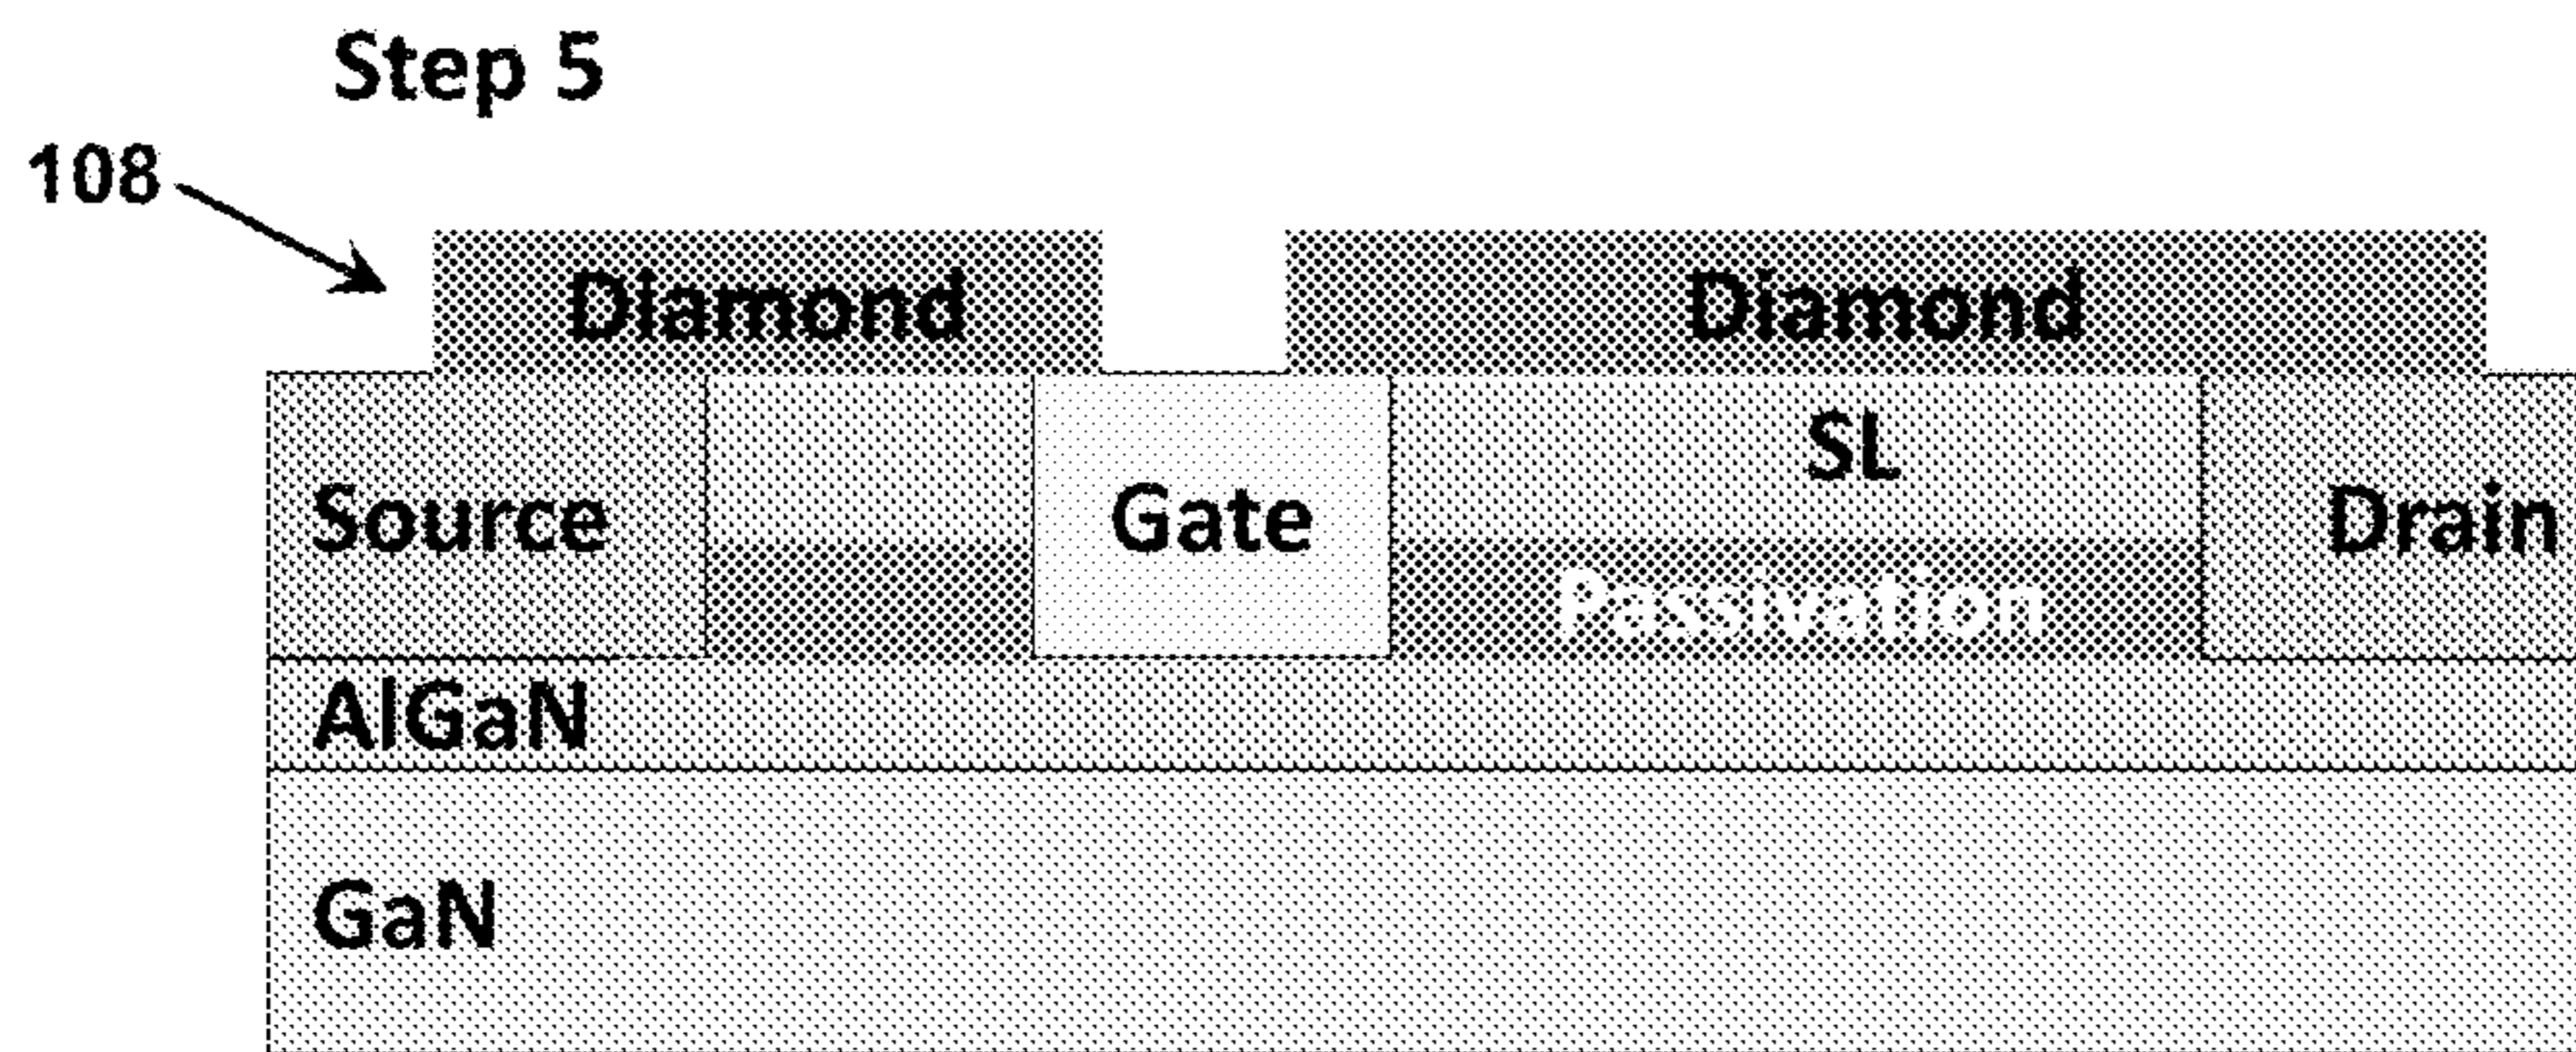 Step 5
108
Diamond
Diamond
SL
Source
Gate
Drain
Passivation
AlGaN
GaN